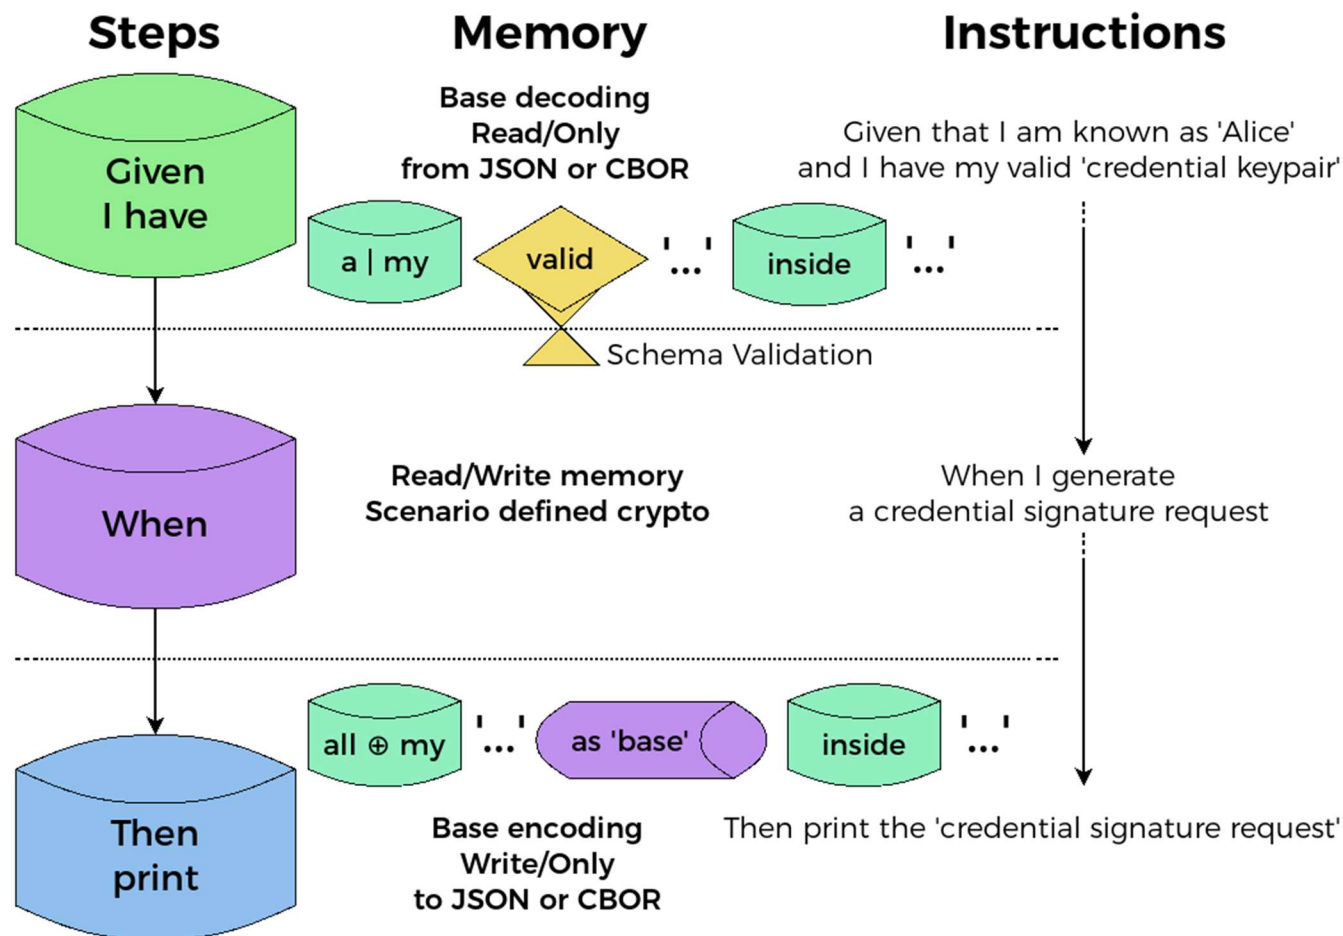 Steps
Memory
Instructions
Given
I have
Base decoding
Read/Only
from JSON or CBOR
Given that I am known as 'Alice'
and I have my valid 'credential keypair'
a | my
valid
'...'
inside
'...'
Schema Validation
When
Read/Write memory
Scenario defined crypto
When I generate
a credential signature request
all ⊕ my
'...'
as 'base'
inside
'...'
Then
print
Base encoding
Write/Only
to JSON or CBOR
Then print the 'credential signature request'